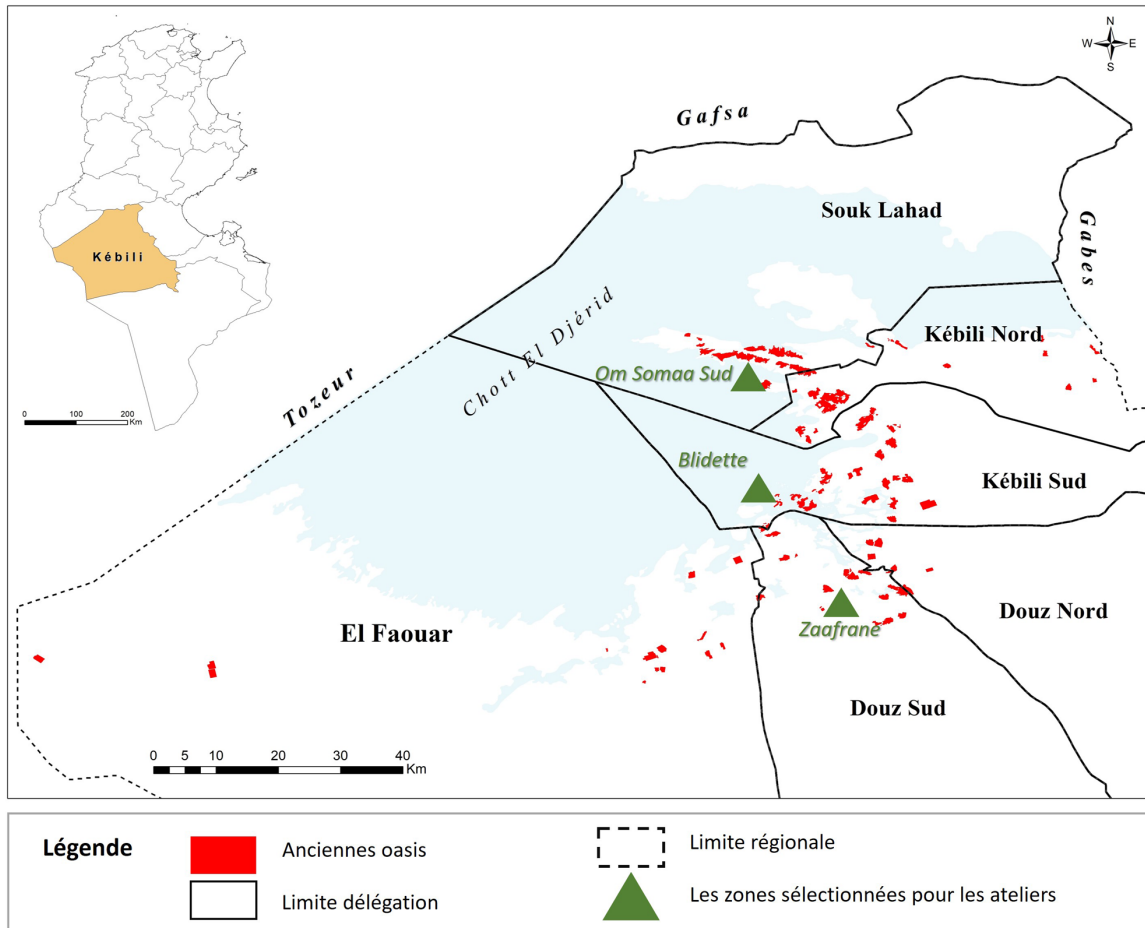 N
W E
S
Gafsa
Souk Lahad
Gabes
Kébili
Kébili Nord
Chott El Djérid
Om Somaa Sud
Tozeur
0 100 200
Km
Blidette
Kébili Sud
Douz Nord
Zaafrane
El Faouar
Douz Sud
0 5 10 20 30 40
Km
Légende
Anciennes oasis
Limite délégation
Limite régionale
Les zones sélectionnées pour les ateliers